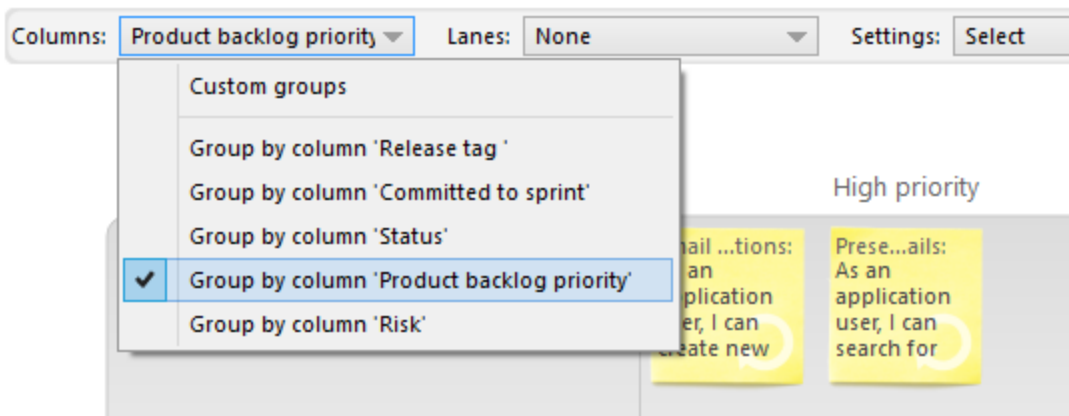 Columns: Product backlog priority Lanes: None Settings: Select
Custom groups
Group by column 'Release tag '
Group by column 'Committed to sprint'
Group by column 'Status'
Group by column 'Product backlog priority'
Group by column 'Risk'
High priority
...tions:
an
er, I can
new
Prese...ails:
As an
application
user, I can
search for